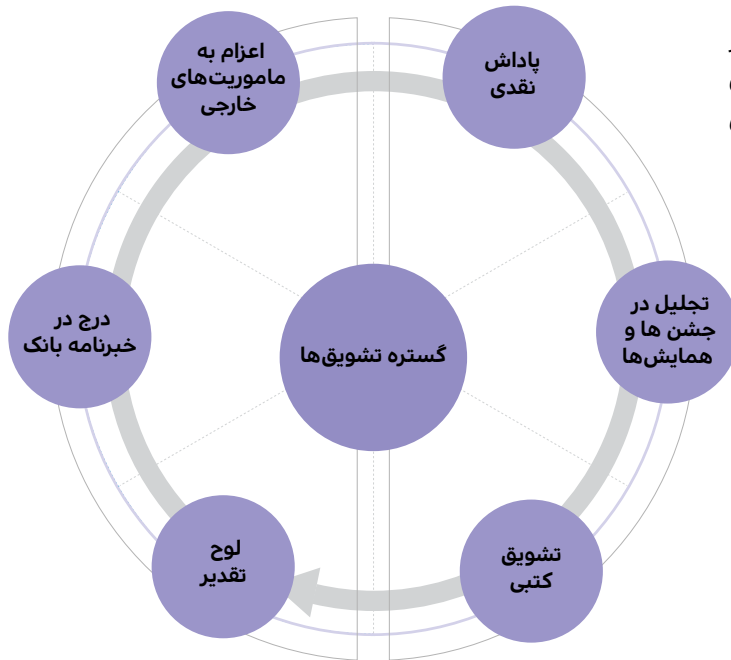 پاداش
نقدی
اعزام به
ماموریت‌های
خارجی
تجلیل در
جشن ها و
همایش‌ها
گستره تشویق‌ها
درج در
خبرنامه بانک
تشویق
کتبی
لوح
تقدیر